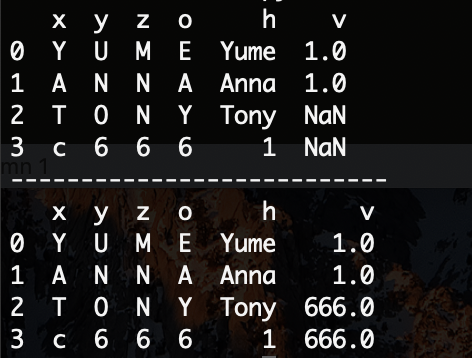 x y z o h v
0 Y U M E Yume 1.0
1 A N N A Anna 1.0
2 T O N Y Tony NaN
3 c 6 6 6 1 NaN
mn 1
---------------------------
x y z o h v
0 Y U M E Yume 1.0
1 A N N A Anna 1.0
2 T O N Y Tony 666.0
3 c 6 6 6 1 666.0